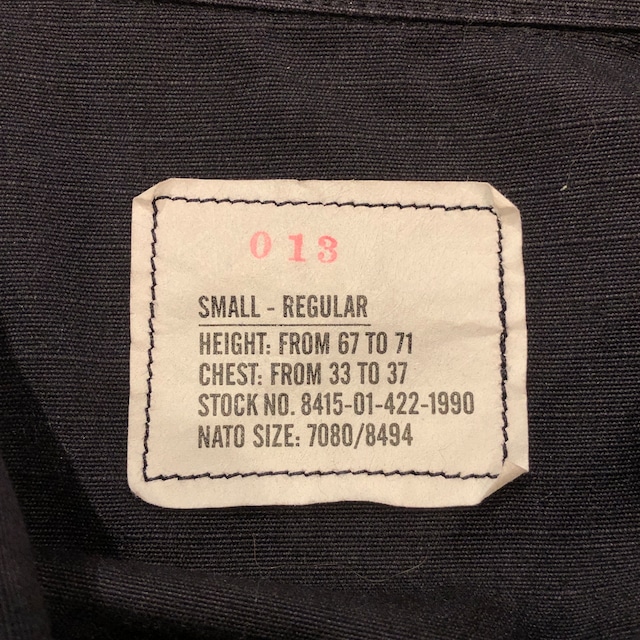 013
SMALL - REGULAR
HEIGHT: FROM 67 TO 71
CHEST: FROM 33 TO 37
STOCK NO. 8415-01-422-1990
NATO SIZE: 7080/8494